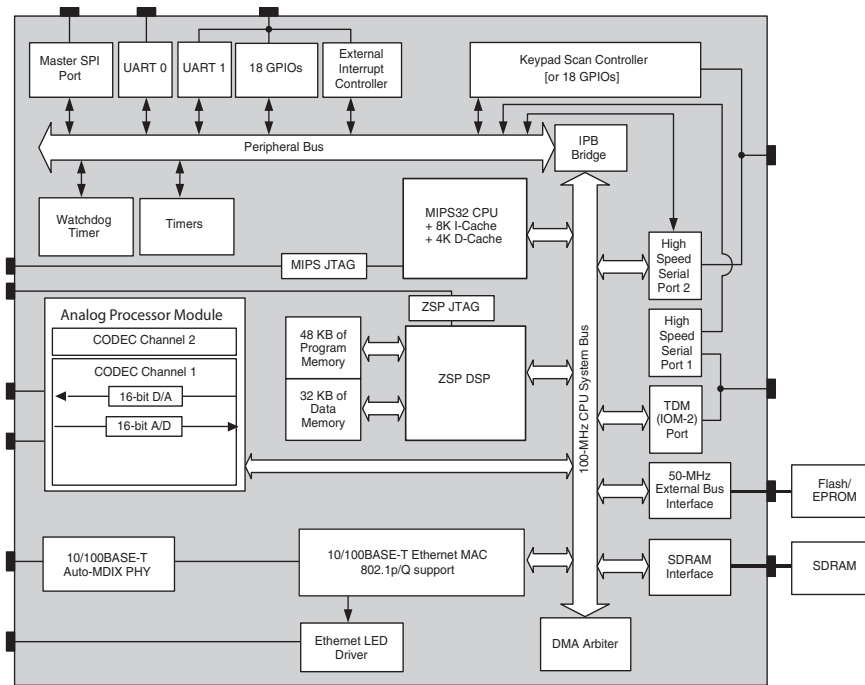 Master SPI
Port
UART 0
UART 1
18 GPIOs
External
Interrupt
Controller
Keypad Scan Controller
[or 18 GPIOs]
Peripheral Bus
IPB
Bridge
Watchdog
Timer
Timers
MIPS32 CPU
+ 8K I-Cache
+ 4K D-Cache
High
Speed
Serial
Port 2
MIPS JTAG
ZSP JTAG
Analog Processor Module
CODEC Channel 2
CODEC Channel 1
16-bit D/A
16-bit A/D
48 KB of
Program
Memory
32 KB of
Data
Memory
ZSP DSP
100-MHz CPU System Bus
High
Speed
Serial
Port 1
TDM
(IOM-2)
Port
50-MHz
External Bus
Interface
Flash/
EPROM
10/100BASE-T
Auto-MDIX PHY
10/100BASE-T Ethernet MAC
802.1p/Q support
SDRAM
Interface
SDRAM
Ethernet LED
Driver
DMA Arbiter